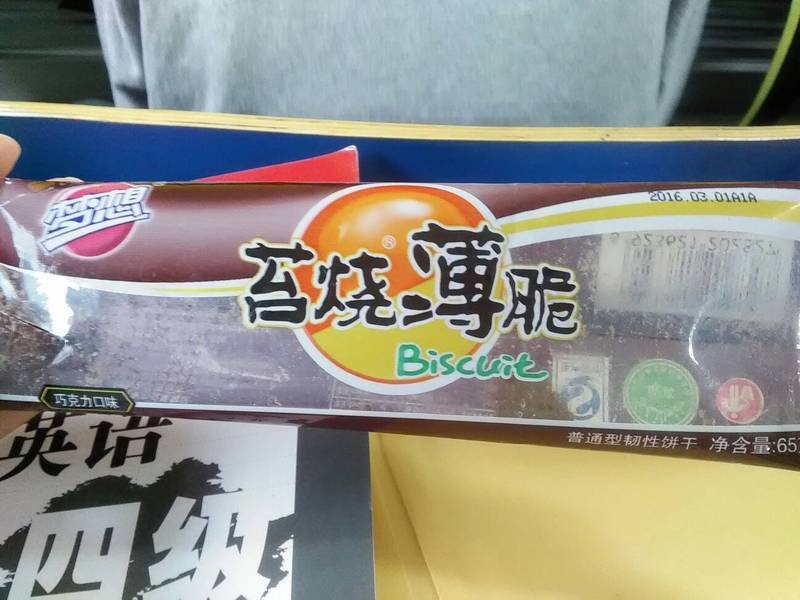 梦想
2016.03.01A1A
苔烧薄脆
Biscuit
巧克力口味
普通型韧性饼干 净含量:65
英语
四级